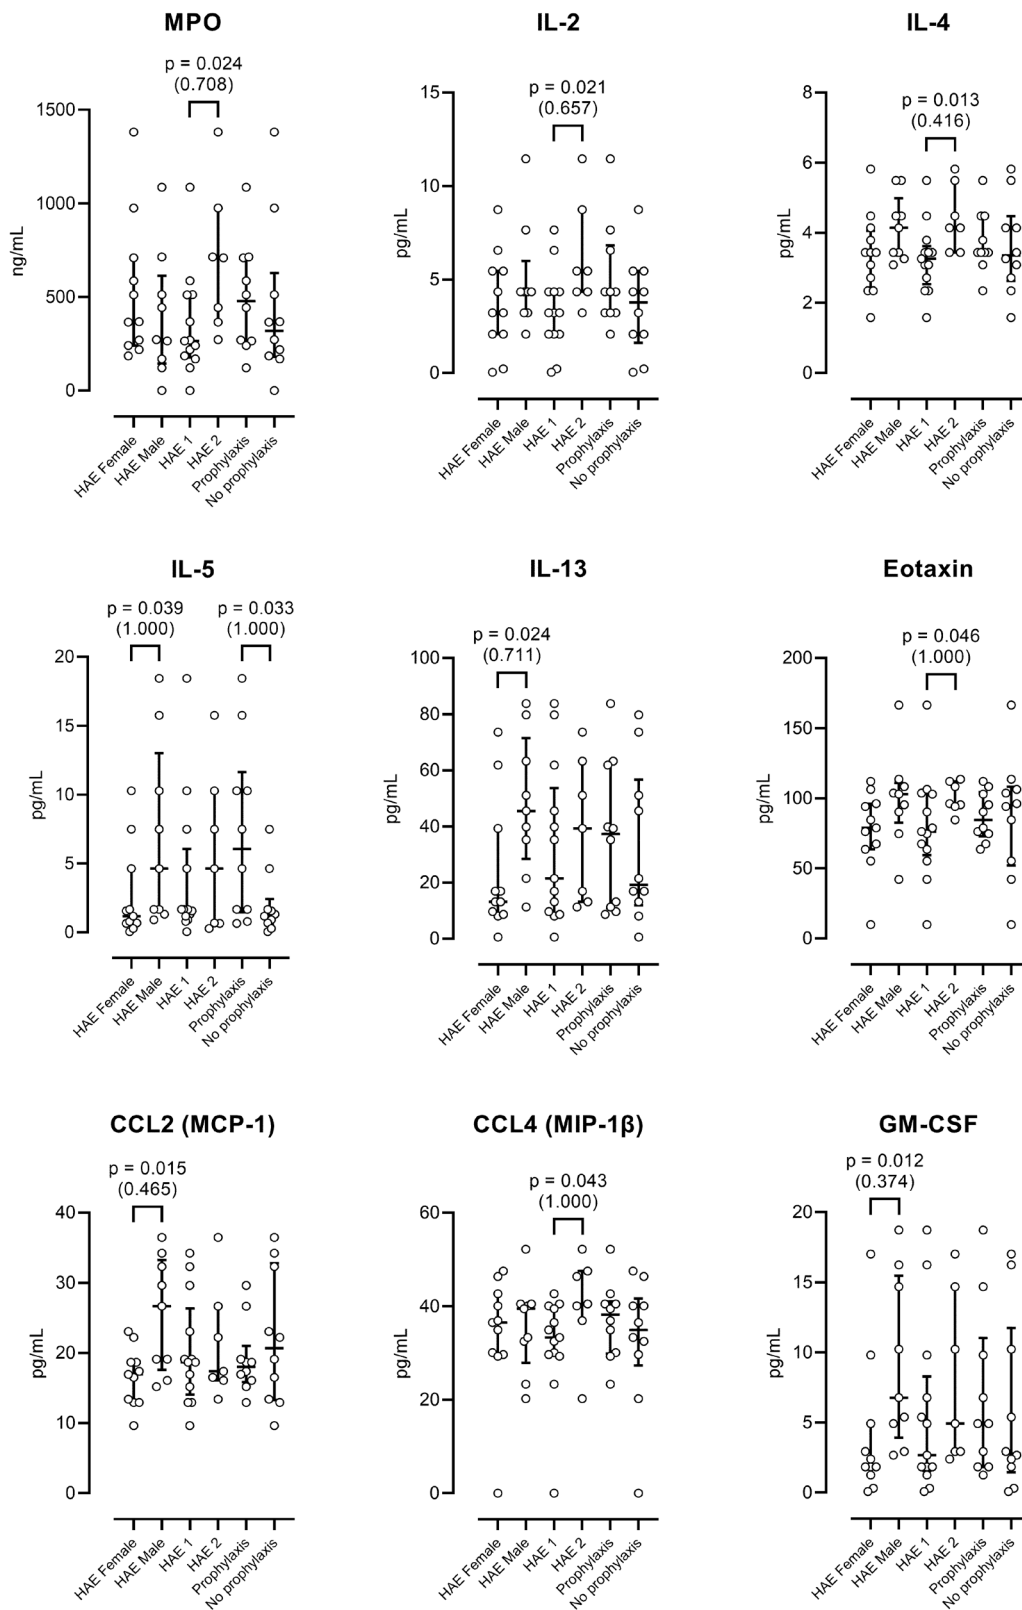 MPO
p = 0.024
(0.708)
1500
1000
500
0
ng/mL
HAE Female
HAE Male
HAE 1
HAE 2
Prophylaxis
No prophylaxis
IL-2
p = 0.021
(0.657)
15
10
5
0
pg/mL
HAE Female
HAE Male
HAE 1
HAE 2
Prophylaxis
No prophylaxis
IL-4
p = 0.013
(0.416)
8
6
4
2
0
pg/mL
HAE Female
HAE Male
HAE 1
HAE 2
Prophylaxis
No prophylaxis
IL-5
p = 0.039
(1.000)
p = 0.033
(1.000)
20
15
10
5
0
pg/mL
HAE Female
HAE Male
HAE 1
HAE 2
Prophylaxis
No prophylaxis
IL-13
p = 0.024
(0.711)
100
80
60
40
20
0
pg/mL
HAE Female
HAE Male
HAE 1
HAE 2
Prophylaxis
No prophylaxis
Eotaxin
p = 0.046
(1.000)
200
150
100
50
0
pg/mL
HAE Female
HAE Male
HAE 1
HAE 2
Prophylaxis
No prophylaxis
CCL2 (MCP-1)
p = 0.015
(0.465)
40
30
20
10
0
pg/mL
HAE Female
HAE Male
HAE 1
HAE 2
Prophylaxis
No prophylaxis
CCL4 (MIP-1β)
p = 0.043
(1.000)
60
40
20
0
pg/mL
HAE Female
HAE Male
HAE 1
HAE 2
Prophylaxis
No prophylaxis
GM-CSF
p = 0.012
(0.374)
20
15
10
5
0
pg/mL
HAE Female
HAE Male
HAE 1
HAE 2
Prophylaxis
No prophylaxis